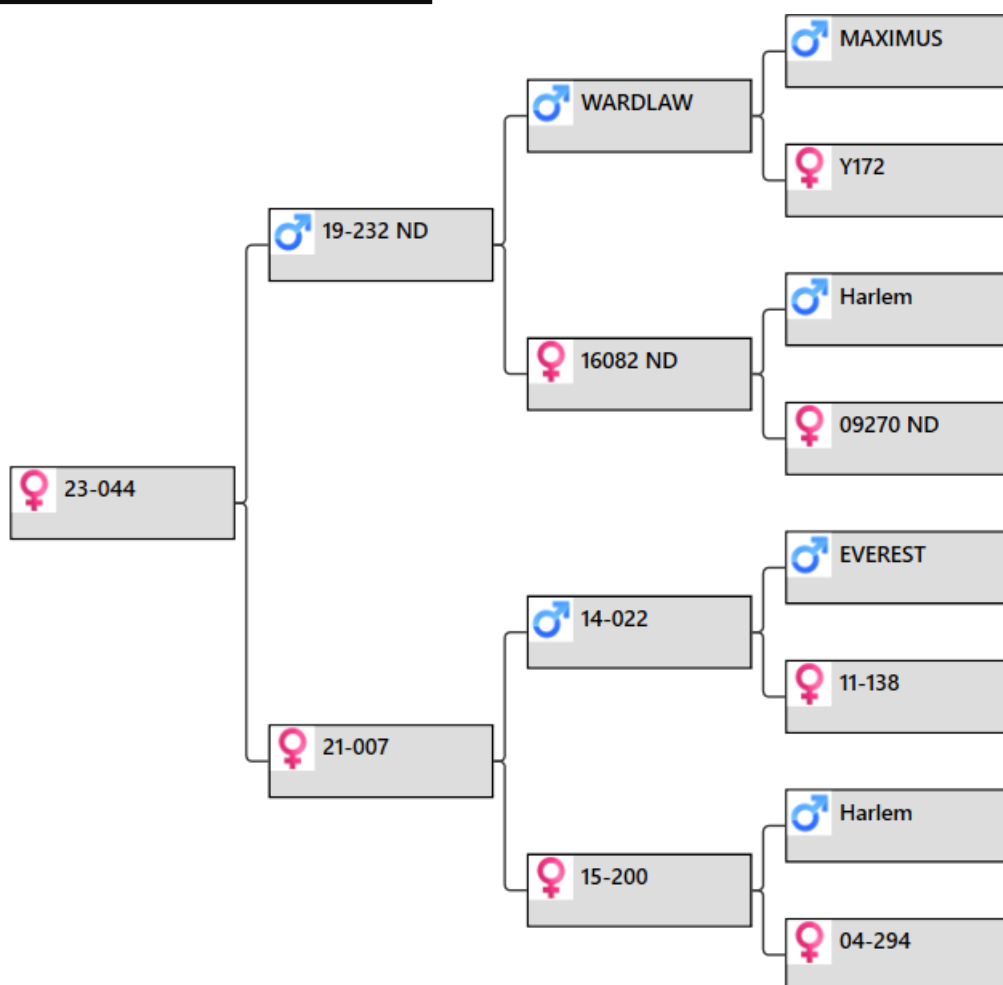 MAXIMUS
WARDLAW
Y172
19-232 ND
Harlem
16082 ND
09270 ND
23-044
EVEREST
14-022
11-138
21-007
Harlem
15-200
04-294